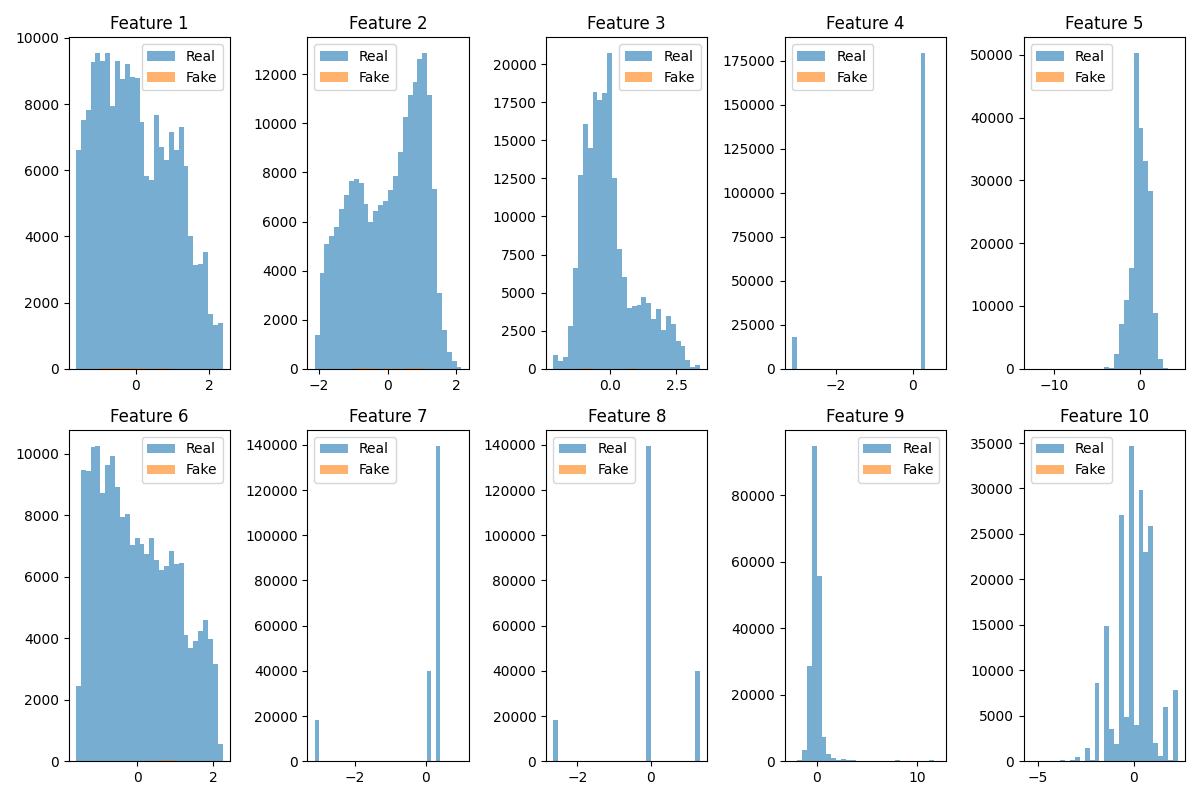 Feature 1
Real
Fake
10000
8000
6000
4000
2000
0
0 2
Feature 2
Real
Fake
12000
10000
8000
6000
4000
2000
0
−2 0 2
Feature 3
Real
Fake
20000
17500
15000
12500
10000
7500
5000
2500
0
0.0 2.5
Feature 4
Real
Fake
175000
150000
125000
100000
75000
50000
25000
0
−2 0
Feature 5
Real
Fake
50000
40000
30000
20000
10000
0
−10 0
Feature 6
Real
Fake
10000
8000
6000
4000
2000
0
0 2
Feature 7
Real
Fake
140000
120000
100000
80000
60000
40000
20000
0
−2 0
Feature 8
Real
Fake
140000
120000
100000
80000
60000
40000
20000
0
−2 0
Feature 9
Real
Fake
80000
60000
40000
20000
0
0 10
Feature 10
Real
Fake
35000
30000
25000
20000
15000
10000
5000
0
−5 0